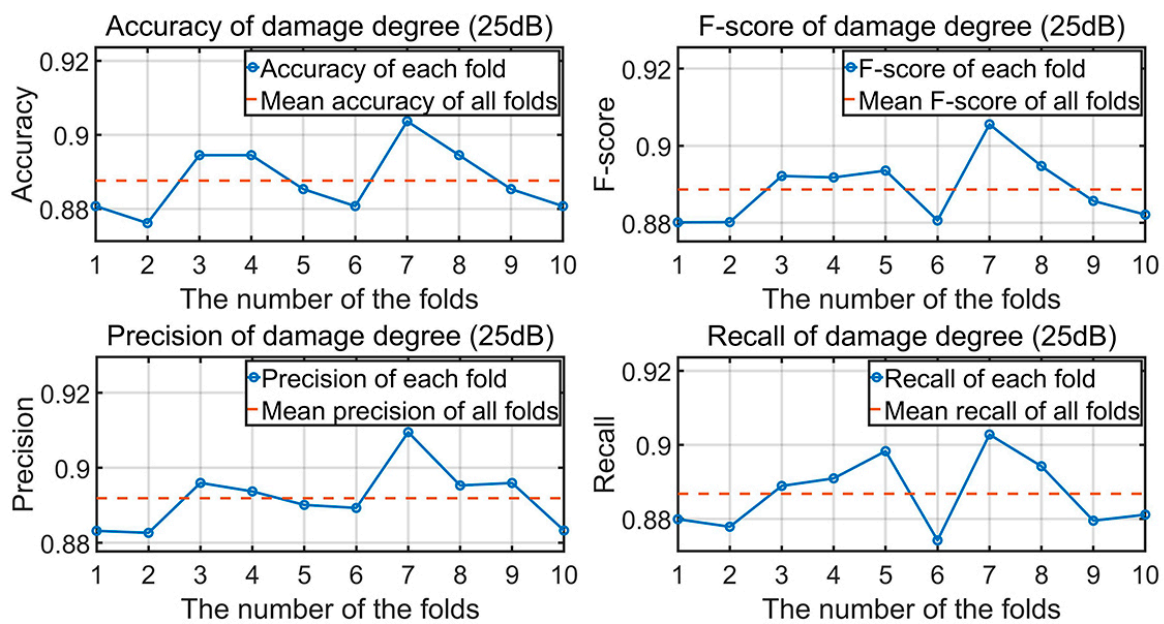 Accuracy of damage degree (25dB)
0.92
0.9
0.88
Accuracy
Accuracy of each fold
Mean accuracy of all folds
1 2 3 4 5 6 7 8 9 10
The number of the folds
F-score of damage degree (25dB)
0.92
0.9
0.88
F-score
F-score of each fold
Mean F-score of all folds
1 2 3 4 5 6 7 8 9 10
The number of the folds
Precision of damage degree (25dB)
0.92
0.9
0.88
Precision
Precision of each fold
Mean precision of all folds
1 2 3 4 5 6 7 8 9 10
The number of the folds
Recall of damage degree (25dB)
0.92
0.9
0.88
Recall
Recall of each fold
Mean recall of all folds
1 2 3 4 5 6 7 8 9 10
The number of the folds